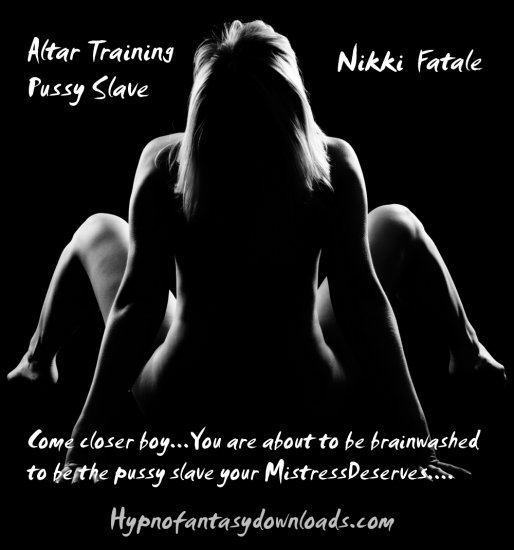 Altar Training
Pussy Slave
Nikki Fatale
Come closer boy...You are about to be brainwashed
to be the pussy slave your MistressDeserves....
Hypnofantasydownloads.com